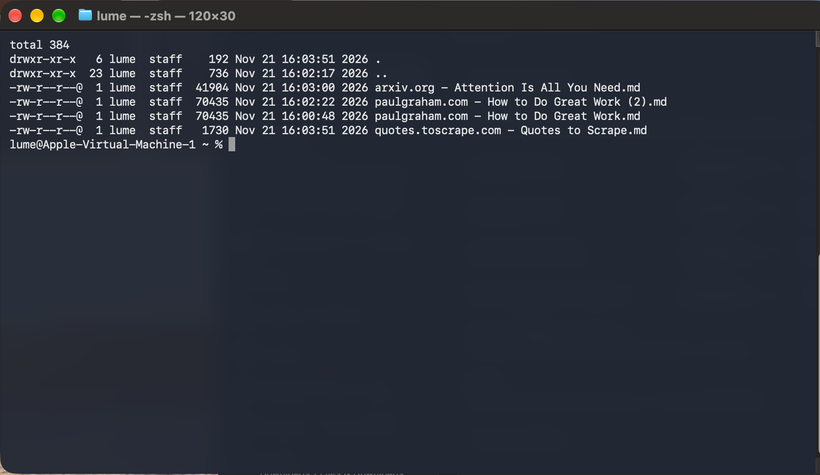 lume — -zsh — 120×30
total 384
drwxr-xr-x   6 lume  staff    192 Nov 21 16:03:51 2026 .
drwxr-xr-x  23 lume  staff    736 Nov 21 16:02:17 2026 ..
-rw-r--r--@  1 lume  staff  41904 Nov 21 16:03:00 2026 arxiv.org - Attention Is All You Need.md
-rw-r--r--@  1 lume  staff  70435 Nov 21 16:02:22 2026 paulgraham.com - How to Do Great Work (2).md
-rw-r--r--@  1 lume  staff  70435 Nov 21 16:00:48 2026 paulgraham.com - How to Do Great Work.md
-rw-r--r--@  1 lume  staff   1730 Nov 21 16:03:51 2026 quotes.toscrape.com - Quotes to Scrape.md
lume@Apple-Virtual-Machine-1 ~ %